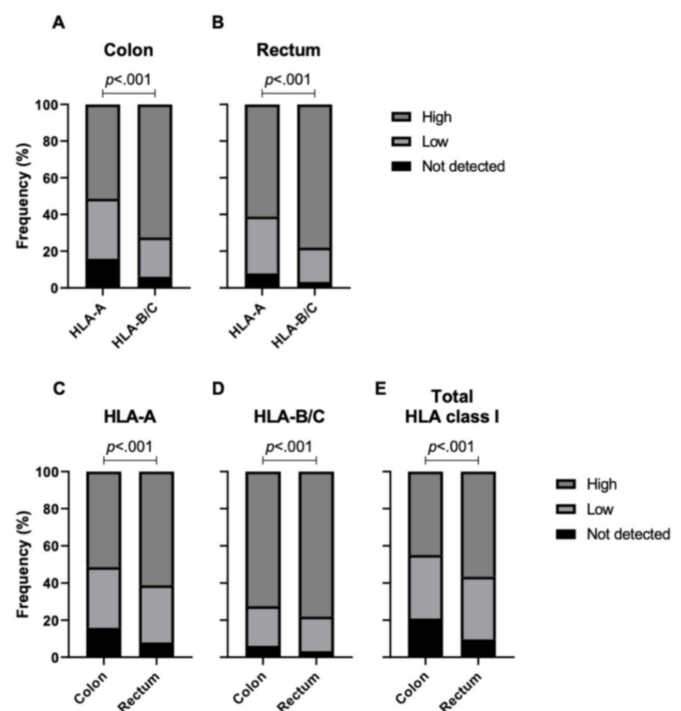 A
Colon
p<.001
B
Rectum
p<.001
High
Low
Not detected
Frequency (%)
100
80
60
40
20
0
HLA-A
HLA-B/C
HLA-A
HLA-B/C
C
HLA-A
p<.001
D
HLA-B/C
p<.001
E
Total
HLA class I
p<.001
High
Low
Not detected
Frequency (%)
100
80
60
40
20
0
Colon
Rectum
Colon
Rectum
Colon
Rectum